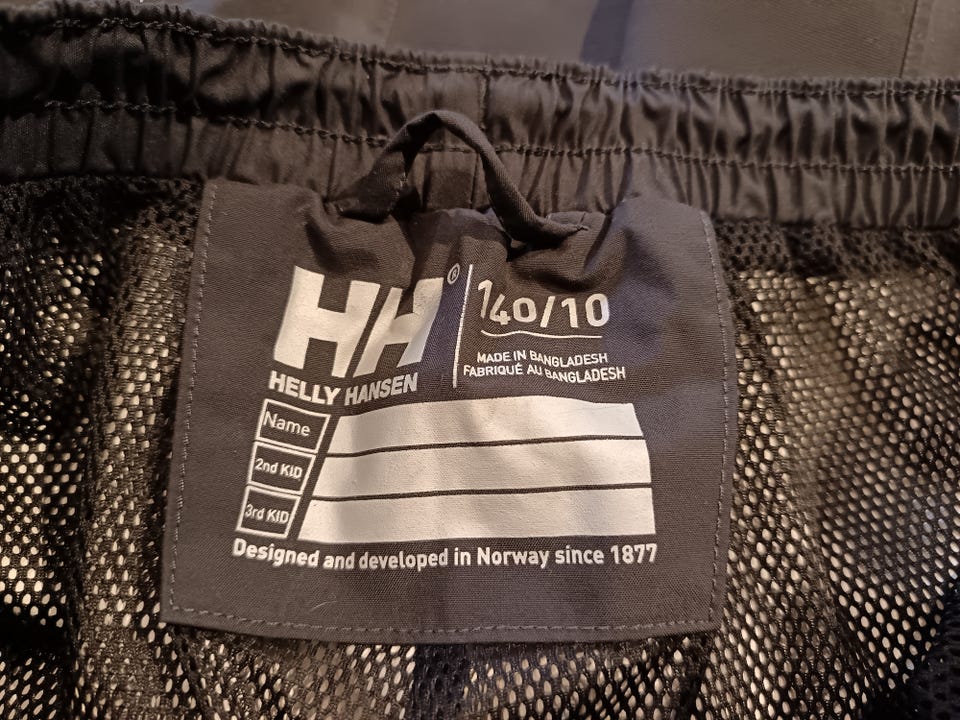 HH®
HELLY HANSEN
140/10
MADE IN BANGLADESH
FABRIQUÉ AU BANGLADESH
Name
2nd KID
3rd KID
Designed and developed in Norway since 1877